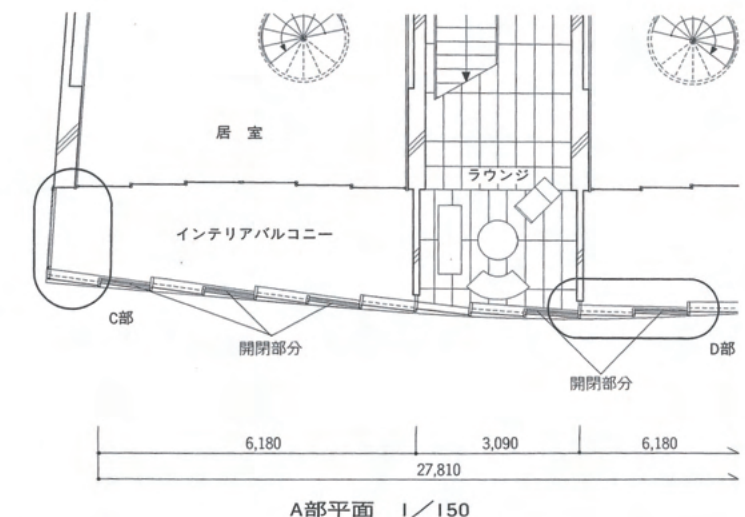 居 室
ラウンジ
インテリアバルコニー
C部
開閉部分
D部
開閉部分
6,180
3,090
6,180
27,810
A部平面 1/150